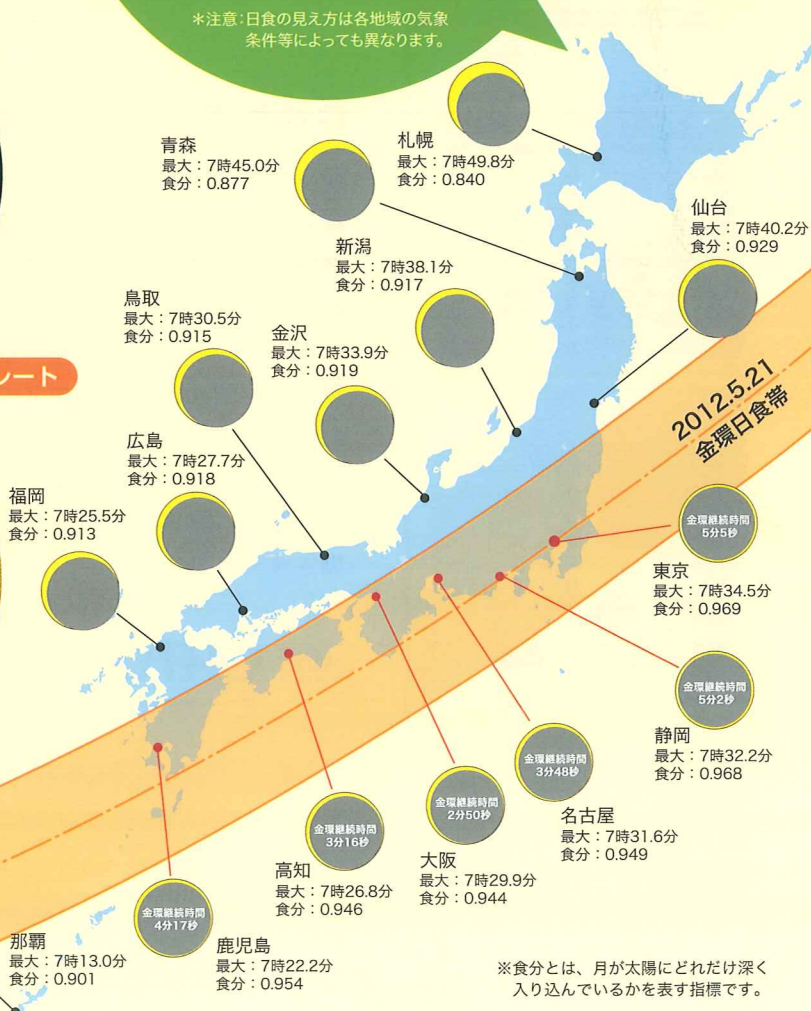 ＊注意:日食の見え方は各地域の気象
条件等によっても異なります。
青森
最大：7時45.0分
食分：0.877
札幌
最大：7時49.8分
食分：0.840
仙台
最大：7時40.2分
食分：0.929
新潟
最大：7時38.1分
食分：0.917
鳥取
最大：7時30.5分
食分：0.915
金沢
最大：7時33.9分
食分：0.919
レート
2012.5.21
金環日食帯
広島
最大：7時27.7分
食分：0.918
福岡
最大：7時25.5分
食分：0.913
金環継続時間
5分5秒
東京
最大：7時34.5分
食分：0.969
金環継続時間
5分2秒
静岡
最大：7時32.2分
食分：0.968
金環継続時間
3分48秒
名古屋
最大：7時31.6分
食分：0.949
金環継続時間
2分50秒
大阪
最大：7時29.9分
食分：0.944
金環継続時間
3分16秒
高知
最大：7時26.8分
食分：0.946
金環継続時間
4分17秒
鹿児島
最大：7時22.2分
食分：0.954
那覇
最大：7時13.0分
食分：0.901
※食分とは、月が太陽にどれだけ深く
入り込んでいるかを表す指標です。